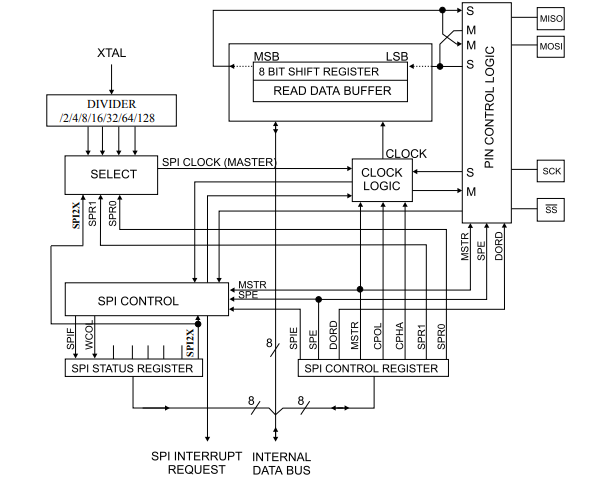 S
MISO
M
M
MOSI
S
XTAL
MSB
LSB
8 BIT SHIFT REGISTER
READ DATA BUFFER
DIVIDER
/2/4/8/16/32/64/128
PIN CONTROL LOGIC
SPI CLOCK (MASTER)
CLOCK
SELECT
CLOCK
LOGIC
S
SCK
M
SS
SPI2X
SPR1
SPR0
MSTR
SPE
DORD
MSTR
SPE
SPI CONTROL
SPIF
WCOL
SPI2X
SPIE
SPE
DORD
MSTR
CPOL
CPHA
SPR1
SPR0
8
SPI STATUS REGISTER
SPI CONTROL REGISTER
8
8
SPI INTERRUPT
REQUEST
INTERNAL
DATA BUS